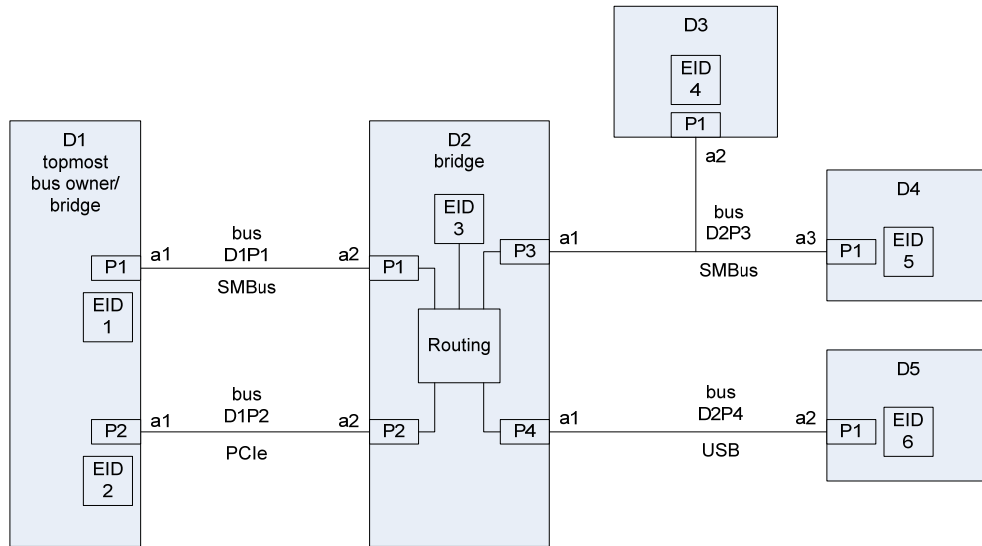 D3
EID
4
P1
a2
D1
topmost
bus owner/
bridge
P1
EID
1
P2
EID
2
a1
bus
D1P1
a2
SMBus
a1
bus
D1P2
a2
PCIe
D2
bridge
EID
3
P1
P3
Routing
P2
P4
a1
bus
D2P3
a3
SMBus
D4
P1
EID
5
a1
bus
D2P4
a2
USB
D5
P1
EID
6